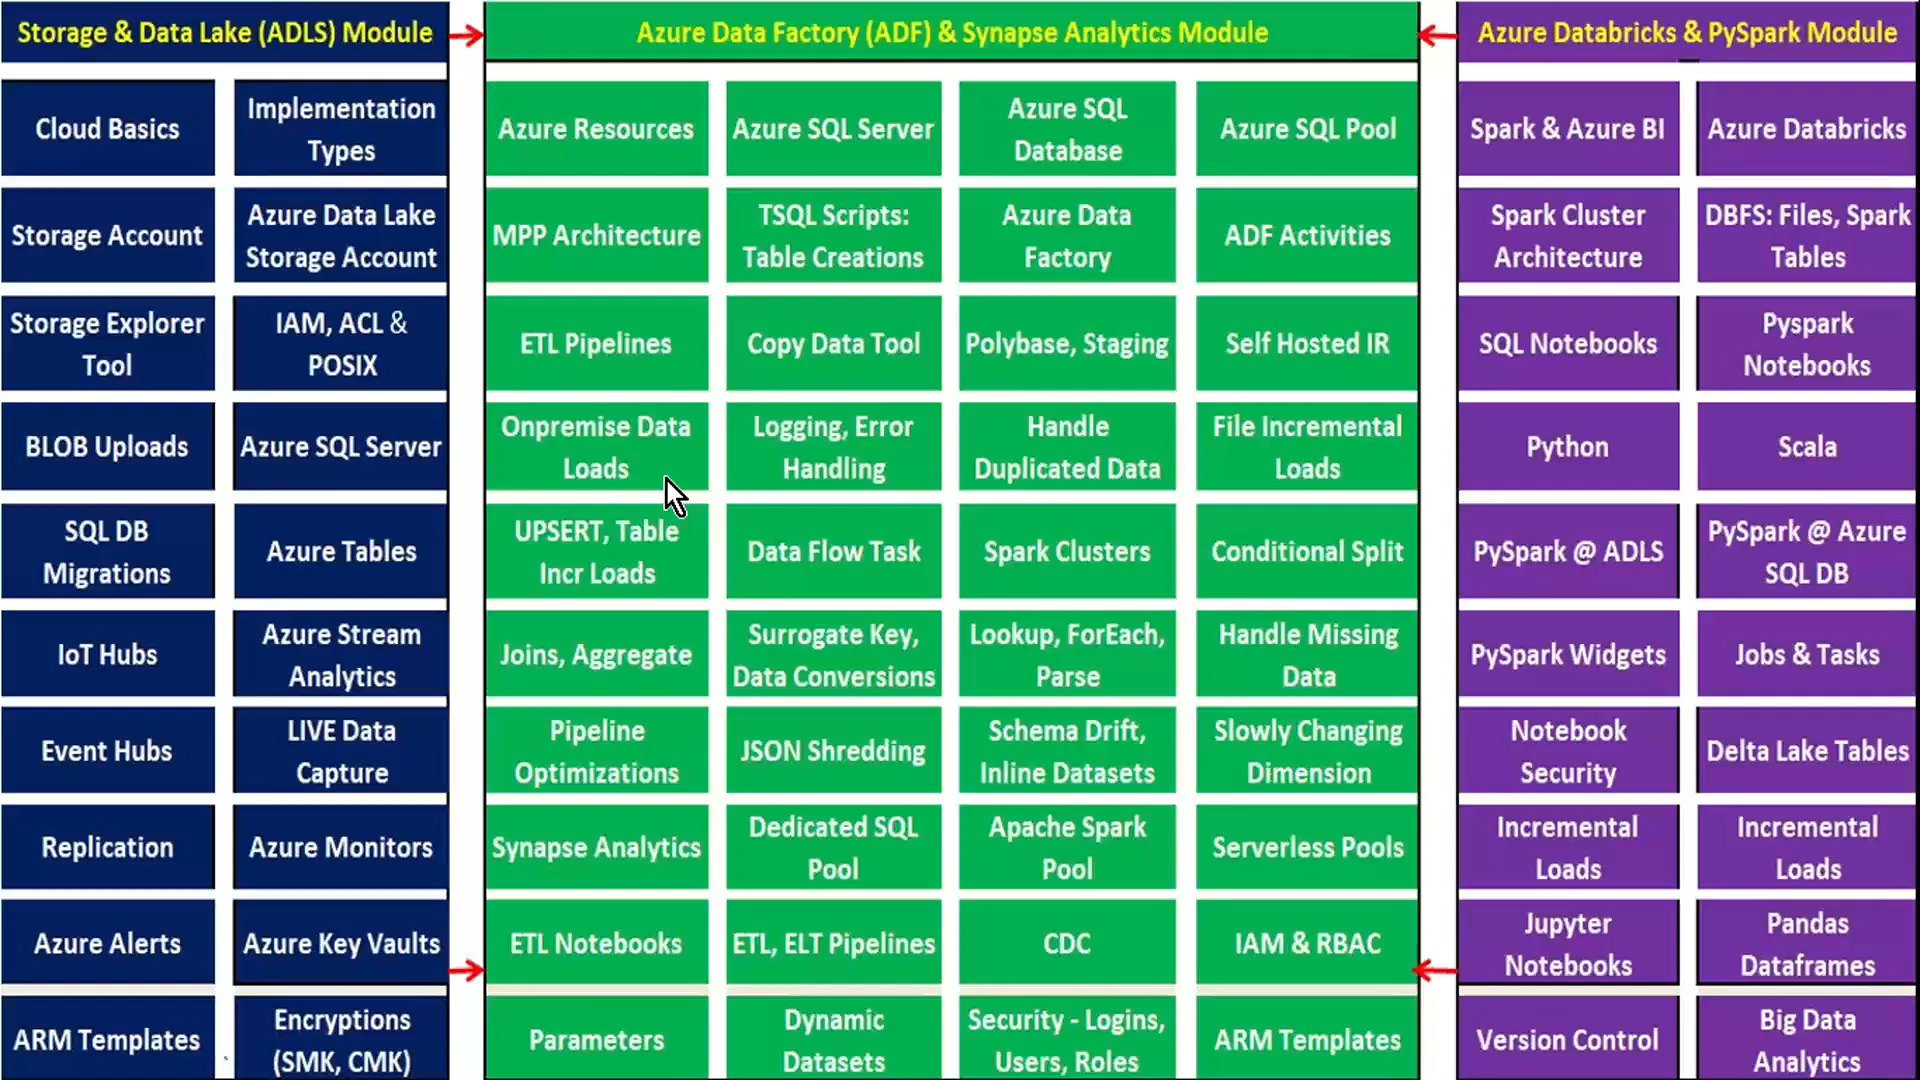 Storage & Data Lake (ADLS) Module
Azure Data Factory (ADF) & Synapse Analytics Module
Azure Databricks & PySpark Module
Cloud Basics
Implementation
Types
Azure Resources
Azure SQL Server
Azure SQL
Database
Azure SQL Pool
Spark & Azure BI
Azure Databricks
Storage Account
Azure Data Lake
Storage Account
MPP Architecture
TSQL Scripts:
Table Creations
Azure Data
Factory
ADF Activities
Spark Cluster
Architecture
DBFS: Files, Spark
Tables
Storage Explorer
Tool
IAM, ACL &
POSIX
ETL Pipelines
Copy Data Tool
Polybase, Staging
Self Hosted IR
SQL Notebooks
Pyspark
Notebooks
BLOB Uploads
Azure SQL Server
Onpremise Data
Loads
Logging, Error
Handling
Handle
Duplicated Data
File Incremental
Loads
Python
Scala
SQL DB
Migrations
Azure Tables
UPSERT, Table
Incr Loads
Data Flow Task
Spark Clusters
Conditional Split
PySpark @ ADLS
PySpark @ Azure
SQL DB
IoT Hubs
Azure Stream
Analytics
Joins, Aggregate
Surrogate Key,
Data Conversions
Lookup, ForEach,
Parse
Handle Missing
Data
PySpark Widgets
Jobs & Tasks
Event Hubs
LIVE Data
Capture
Pipeline
Optimizations
JSON Shredding
Schema Drift,
Inline Datasets
Slowly Changing
Dimension
Notebook
Security
Delta Lake Tables
Replication
Azure Monitors
Synapse Analytics
Dedicated SQL
Pool
Apache Spark
Pool
Serverless Pools
Incremental
Loads
Incremental
Loads
Azure Alerts
Azure Key Vaults
ETL Notebooks
ETL, ELT Pipelines
CDC
IAM & RBAC
Jupyter
Notebooks
Pandas
Dataframes
ARM Templates
Encryptions
(SMK, CMK)
Parameters
Dynamic
Datasets
Security - Logins,
Users, Roles
ARM Templates
Version Control
Big Data
Analytics